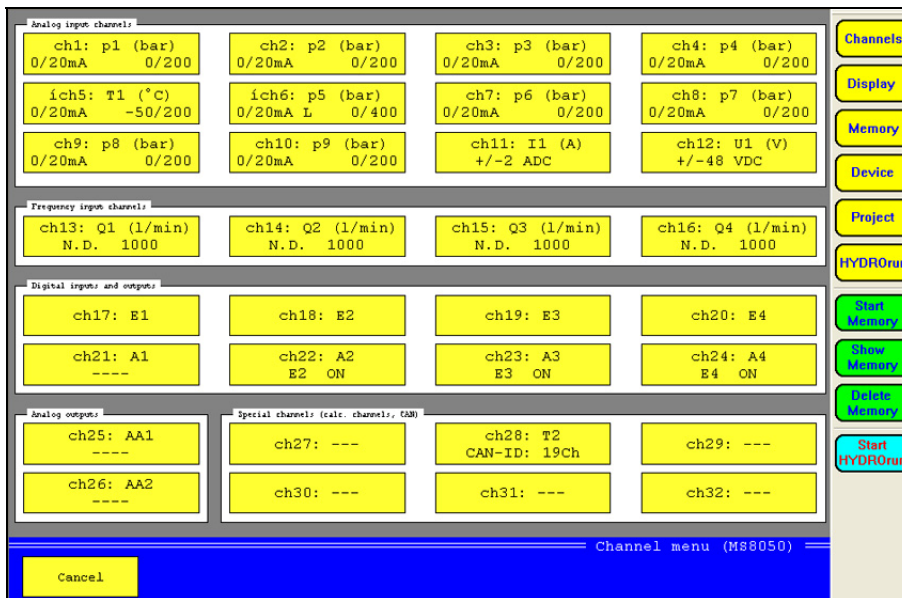 Analog input channels
ch1: p1 (bar)
0/20mA 0/200
ch2: p2 (bar)
0/20mA 0/200
ch3: p3 (bar)
0/20mA 0/200
ch4: p4 (bar)
0/20mA 0/200
ích5: T1 (°C)
0/20mA -50/200
ích6: p5 (bar)
0/20mA L 0/400
ch7: p6 (bar)
0/20mA 0/200
ch8: p7 (bar)
0/20mA 0/200
ch9: p8 (bar)
0/20mA 0/200
ch10: p9 (bar)
0/20mA 0/200
ch11: I1 (A)
+/-2 ADC
ch12: U1 (V)
+/-48 VDC
Frequency input channels
ch13: Q1 (l/min)
N.D. 1000
ch14: Q2 (l/min)
N.D. 1000
ch15: Q3 (l/min)
N.D. 1000
ch16: Q4 (l/min)
N.D. 1000
Digital inputs and outputs
ch17: E1
ch18: E2
ch19: E3
ch20: E4
ch21: A1
----
ch22: A2
E2 ON
ch23: A3
E3 ON
ch24: A4
E4 ON
Analog outputs
ch25: AA1
----
ch26: AA2
----
Special channels (calc. channels, CAN)
ch27: ---
ch28: T2
CAN-ID: 19Ch
ch29: ---
ch30: ---
ch31: ---
ch32: ---
Channel menu (MS8050)
Cancel
Channels
Display
Memory
Device
Project
HYDROrun
Start
Memory
Show
Memory
Delete
Memory
Start
HYDROrun